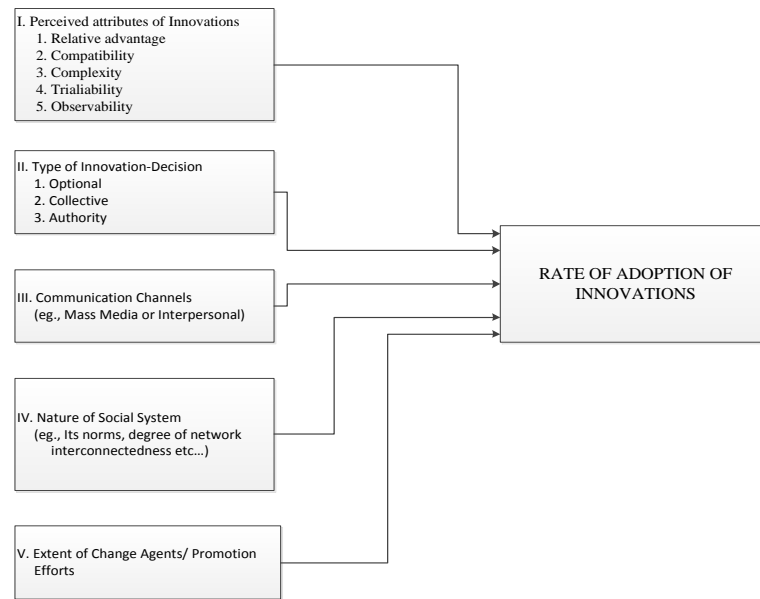 I. Perceived attributes of Innovations
1. Relative advantage
2. Compatibility
3. Complexity
4. Trialiability
5. Observability
II. Type of Innovation-Decision
1. Optional
2. Collective
3. Authority
III. Communication Channels
(eg., Mass Media or Interpersonal)
IV. Nature of Social System
(eg., Its norms, degree of network
interconnectedness etc...)
V. Extent of Change Agents/ Promotion
Efforts
RATE OF ADOPTION OF
INNOVATIONS